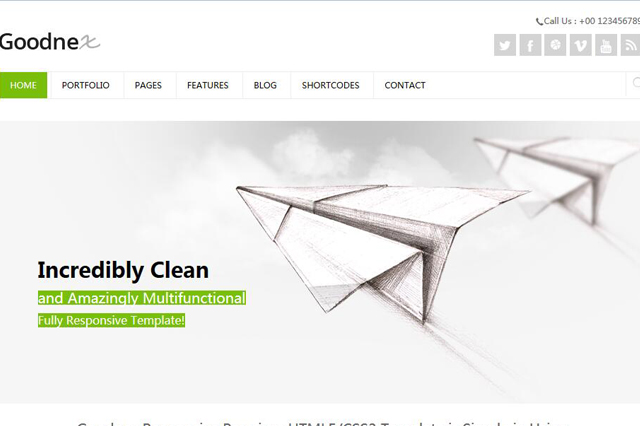 Call Us : +00 123456789
Goodnex
HOME PORTFOLIO PAGES FEATURES BLOG SHORTCODES CONTACT
Incredibly Clean
and Amazingly Multifunctional
Fully Responsive Template!